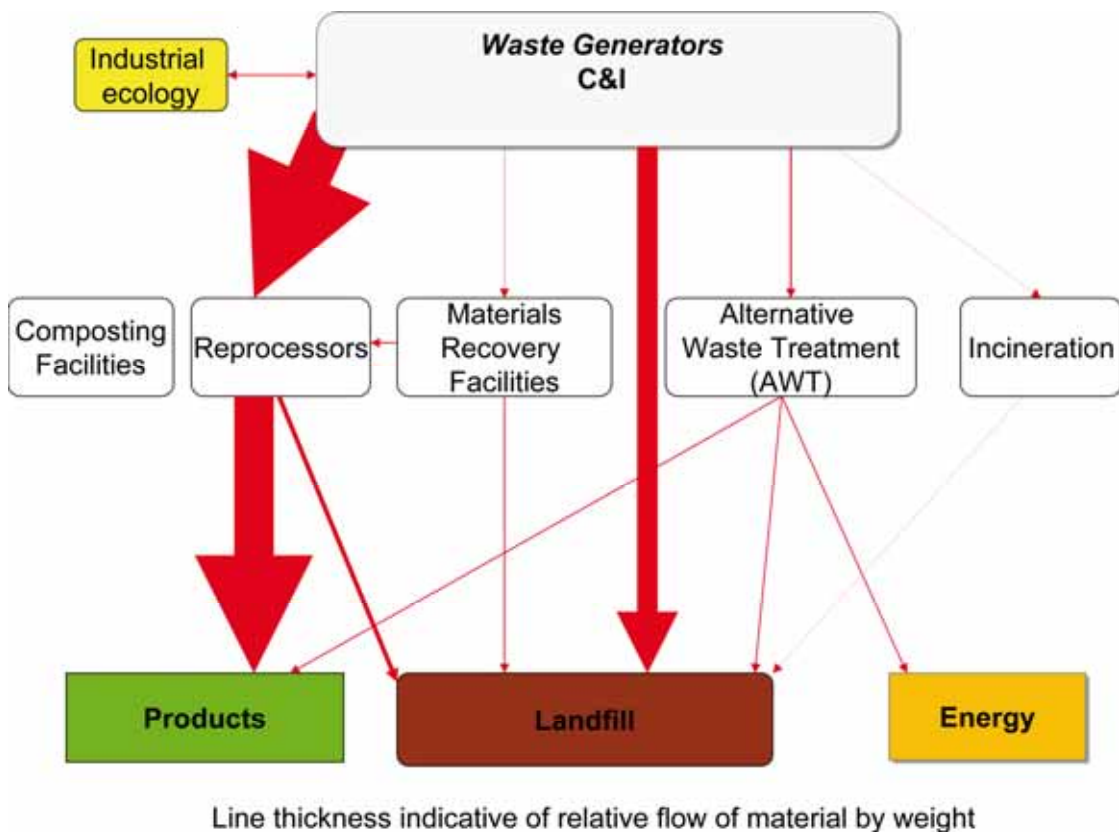 Waste Generators
C&I
Industrial
ecology
Composting
Facilities
Reprocessors
Materials
Recovery
Facilities
Alternative
Waste Treatment
(AWT)
Incineration
Products
Landfill
Energy
Line thickness indicative of relative flow of material by weight